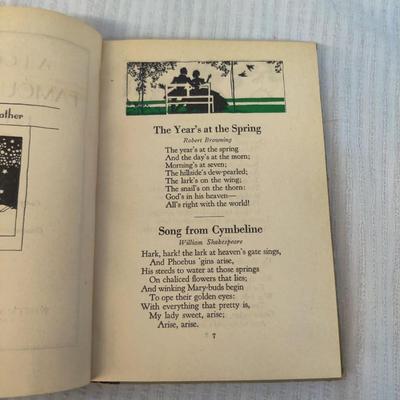 A FO
FAMOU
ather
The Year's at the Spring
Robert Browning
The year's at the spring
And the day's at the morn;
Morning's at seven;
The hillside's dew-pearled;
The lark's on the wing;
The snail's on the thorn:
God's in his heaven—
All's right with the world!
Song from Cymbeline
William Shakespeare
Hark, hark! the lark at heaven's gate sings,
And Phoebus 'gins arise,
His steeds to water at those springs
On chaliced flowers that lies;
And winking Mary-buds begin
To ope their golden eyes:
With everything that pretty is,
My lady sweet, arise;
Arise, arise.
7